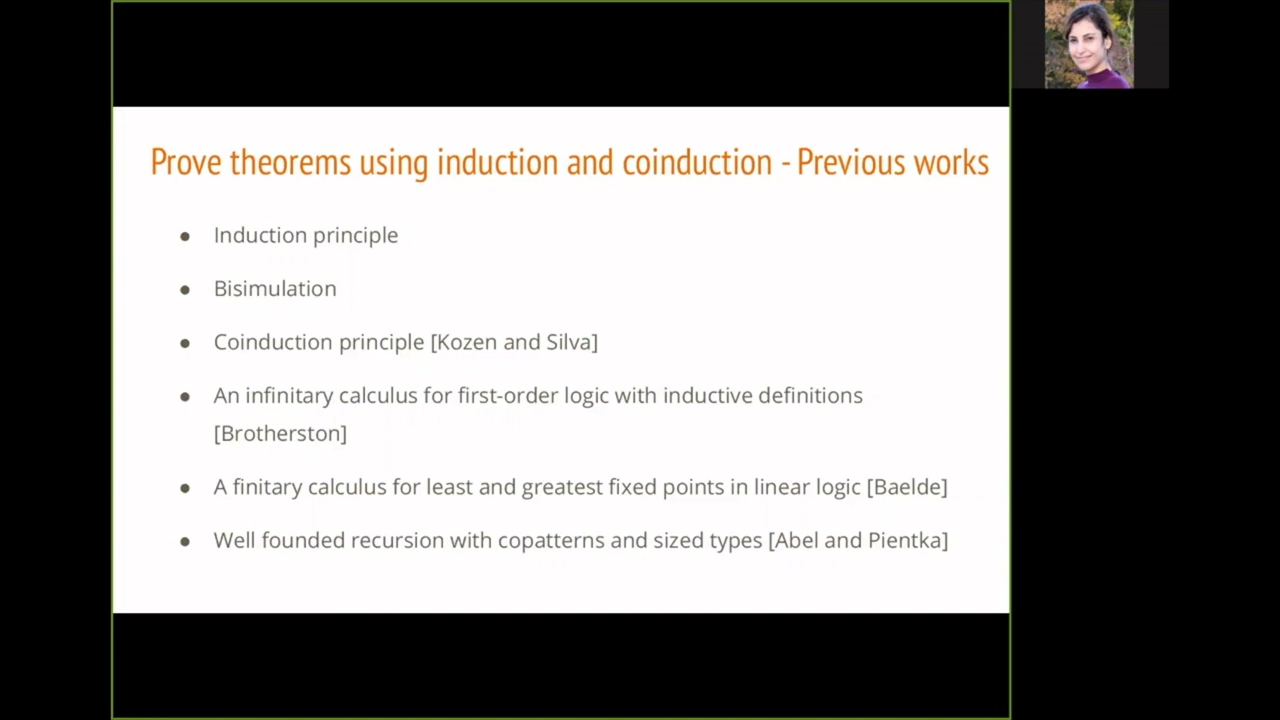 Prove theorems using induction and coinduction - Previous works
● Induction principle
● Bisimulation
● Coinduction principle [Kozen and Silva]
● An infinitary calculus for first-order logic with inductive definitions
[Brotherston]
● A finitary calculus for least and greatest fixed points in linear logic [Baelde]
● Well founded recursion with copatterns and sized types [Abel and Pientka]